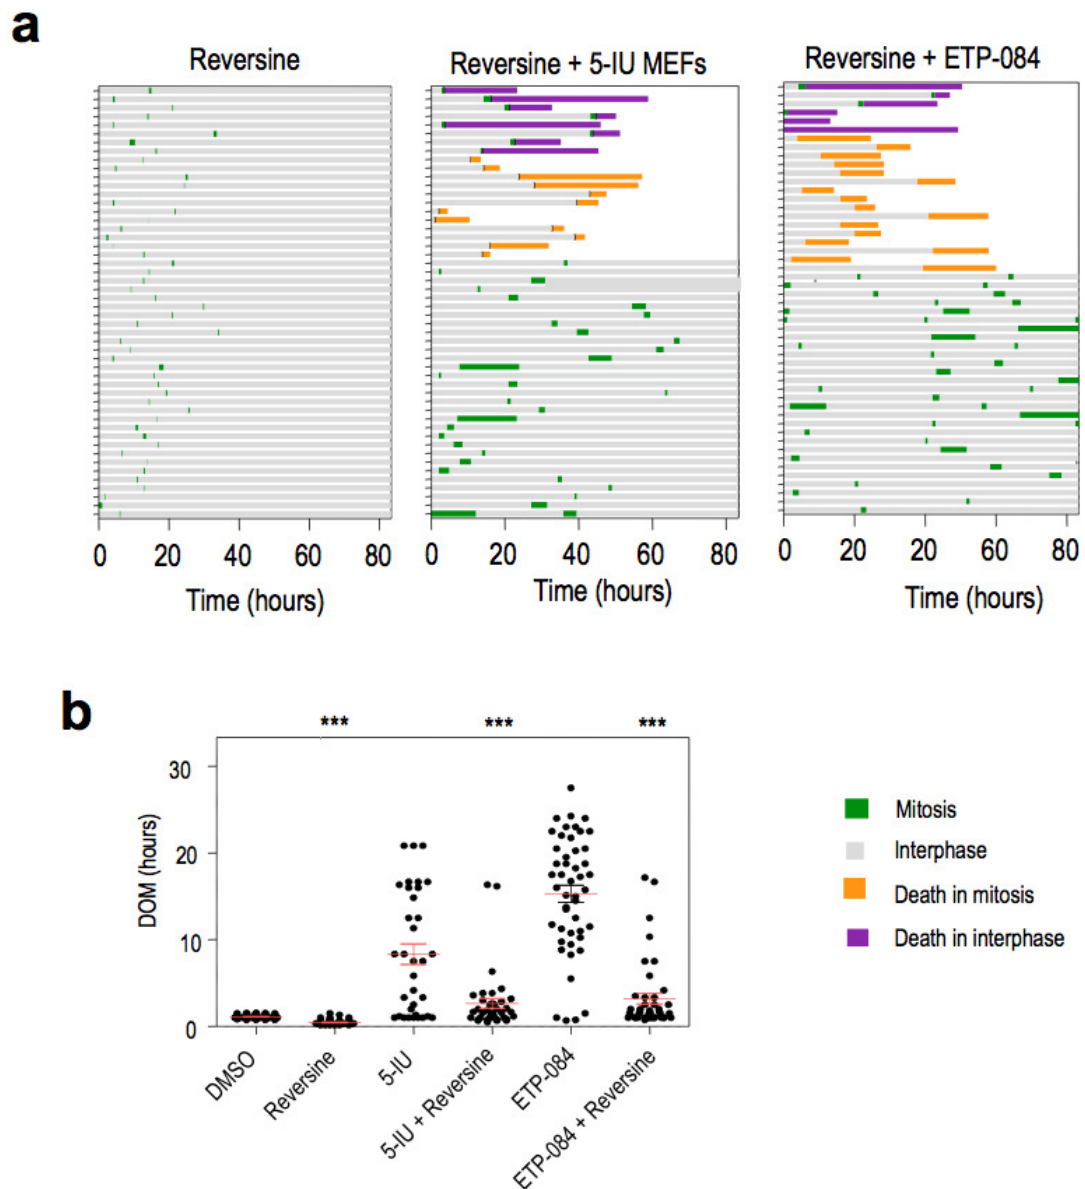 a
Reversine
Reversine + 5-IU MEFs
Reversine + ETP-084
0 20 40 60 80
0 20 40 60 80
0 20 20 60 80
Time (hours)
Time (hours)
Time (hours)
b
*** *** ***
30
20
10
0
DOM (hours)
DMSO
Reversine
5-IU
5-IU + Reversine
ETP-084
ETP-084 + Reversine
Mitosis
Interphase
Death in mitosis
Death in interphase